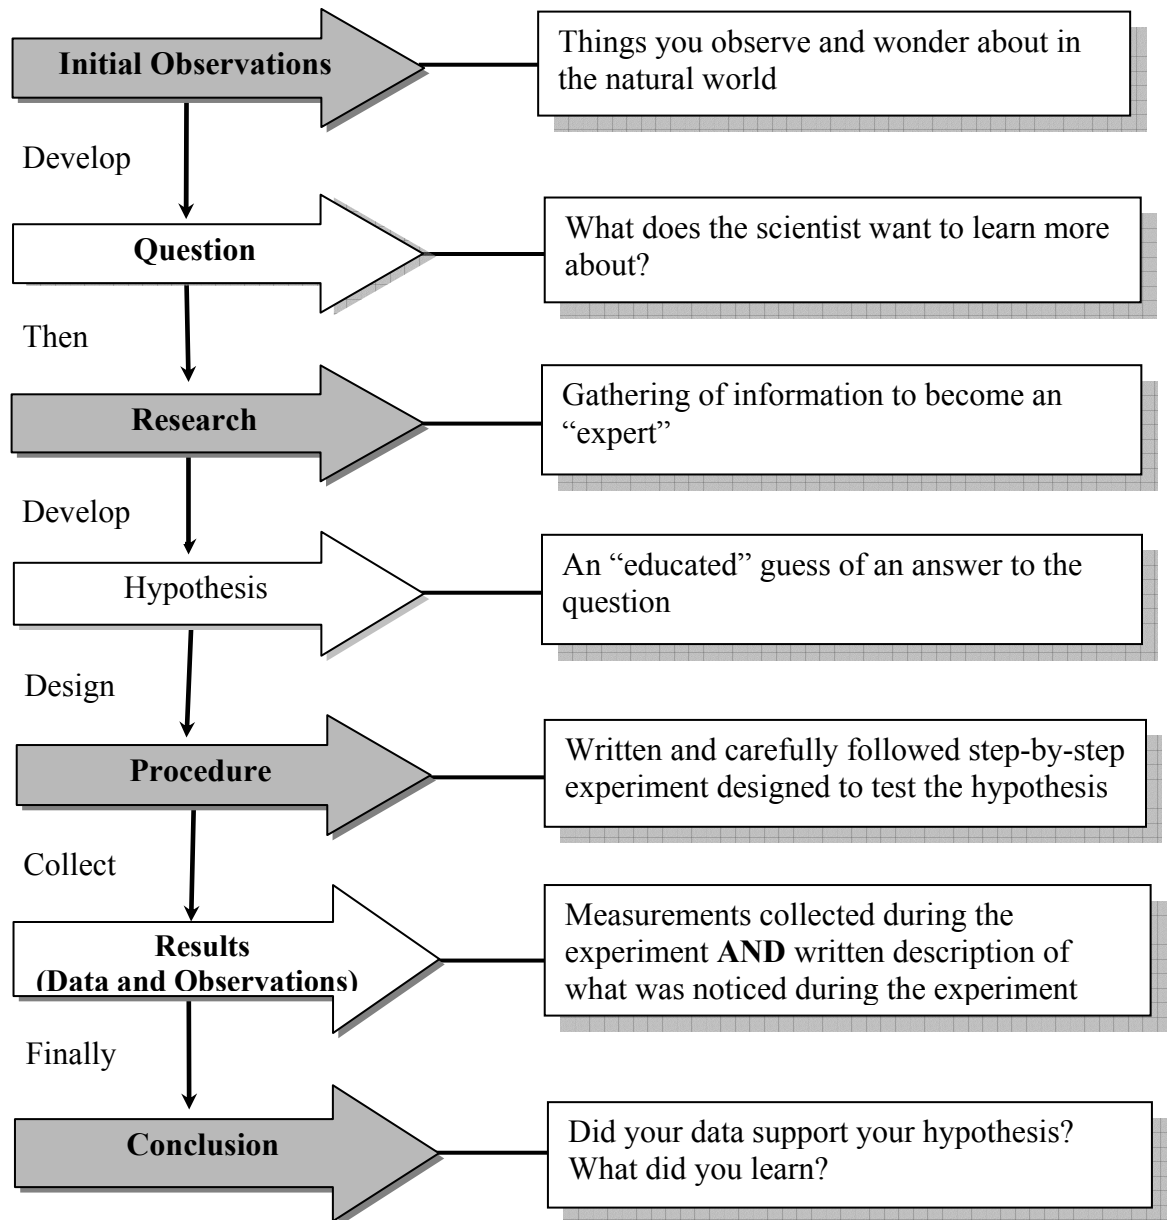 Initial Observations
Things you observe and wonder about in
the natural world
Develop
Question
What does the scientist want to learn more
about?
Then
Research
Gathering of information to become an
“expert”
Develop
Hypothesis
An “educated” guess of an answer to the
question
Design
Procedure
Written and carefully followed step-by-step
experiment designed to test the hypothesis
Collect
Results
(Data and Observations)
Measurements collected during the
experiment AND written description of
what was noticed during the experiment
Finally
Conclusion
Did your data support your hypothesis?
What did you learn?